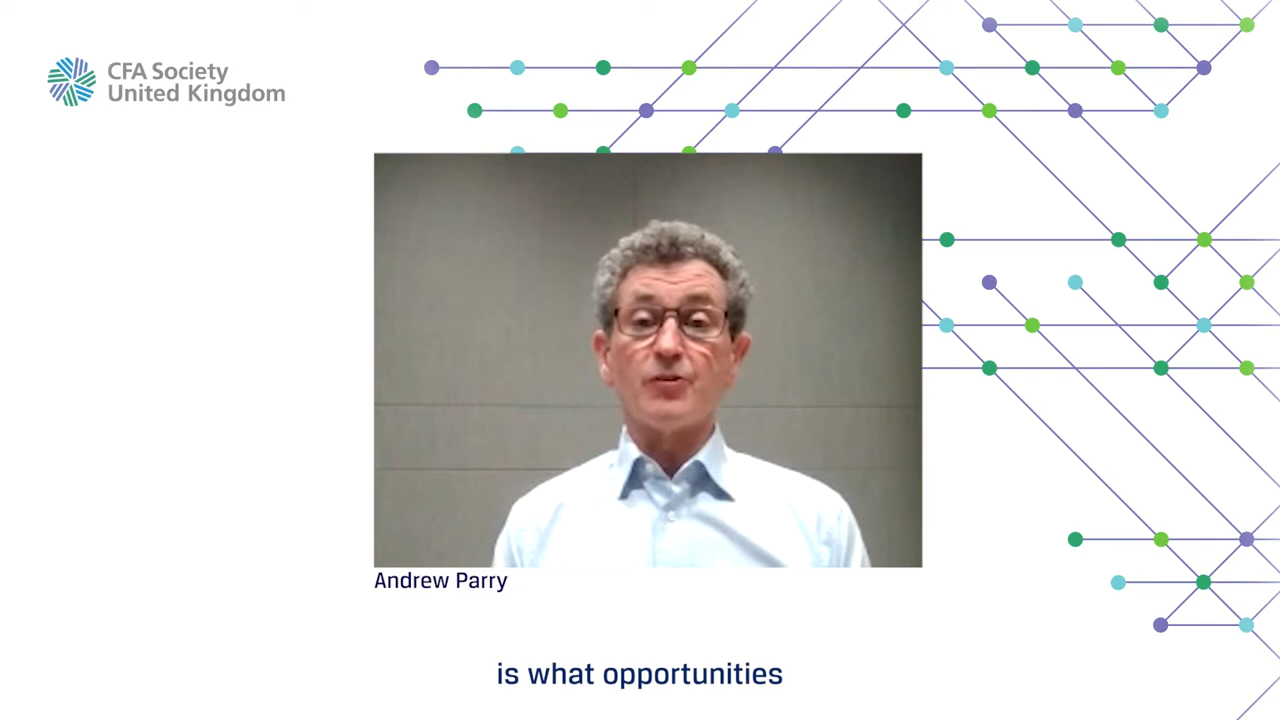 CFA Society
United Kingdom
Andrew Parry
is what opportunities